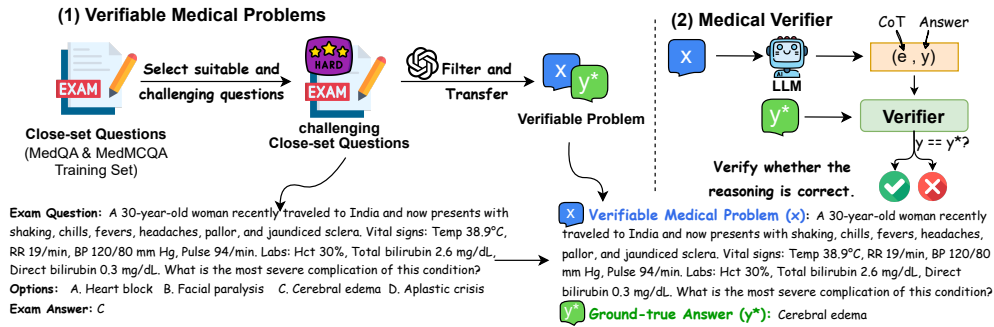 (1) Verifiable Medical Problems
EXAM
Close-set Questions
(MedQA & MedMCQA
Training Set)
Select suitable and
challenging questions
HARD
EXAM
challenging
Close-set Questions
Filter and
Transfer
x
y*
Verifiable Problem
Exam Question: A 30-year-old woman recently traveled to India and now presents with
shaking, chills, fevers, headaches, pallor, and jaundiced sclera. Vital signs: Temp 38.9°C,
RR 19/min, BP 120/80 mm Hg, Pulse 94/min. Labs: Hct 30%, Total bilirubin 2.6 mg/dL,
Direct bilirubin 0.3 mg/dL. What is the most severe complication of this condition?
Options: A. Heart block B. Facial paralysis C. Cerebral edema D. Aplastic crisis
Exam Answer: C
(2) Medical Verifier
CoT Answer
x
AI
LLM
(e , y)
y*
Verifier
y == y*?
Verify whether the
reasoning is correct.
x Verifiable Medical Problem (x): A 30-year-old woman recently
traveled to India and now presents with shaking, chills, fevers, headaches,
pallor, and jaundiced sclera. Vital signs: Temp 38.9°C, RR 19/min, BP 120/80
mm Hg, Pulse 94/min. Labs: Hct 30%, Total bilirubin 2.6 mg/dL, Direct
bilirubin 0.3 mg/dL. What is the most severe complication of this condition?
y* Ground-true Answer (y*): Cerebral edema